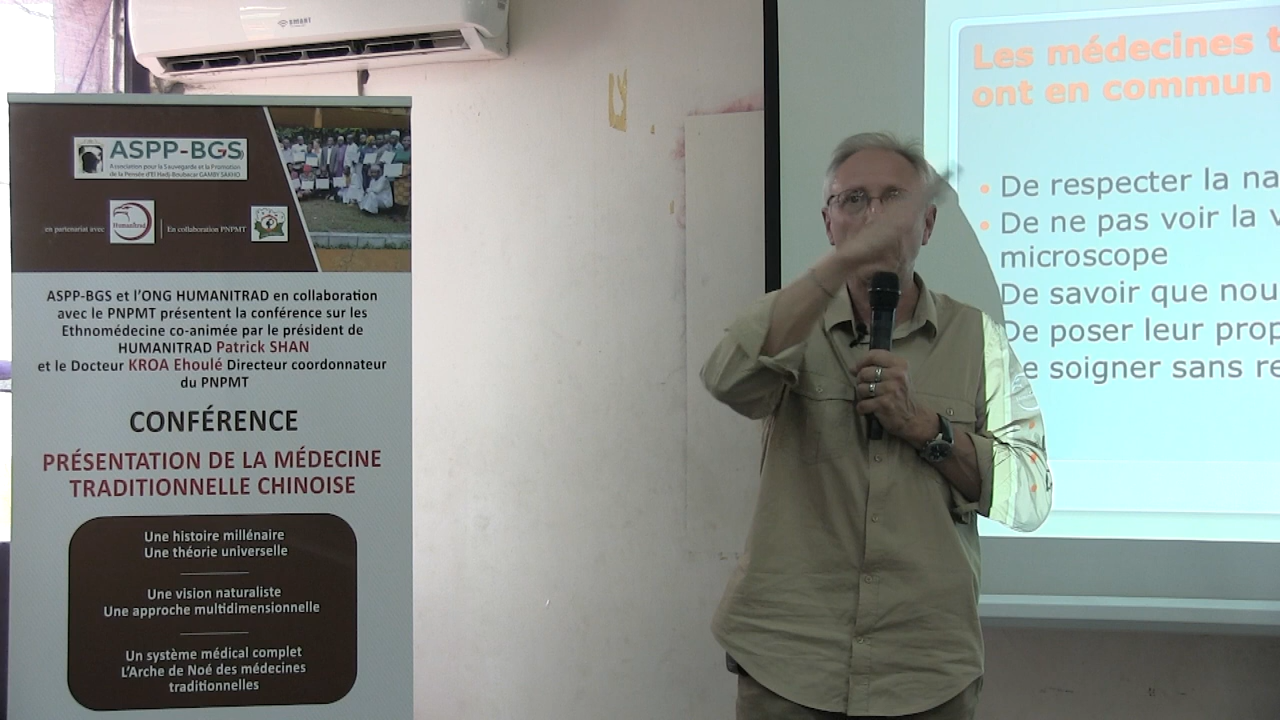 SMART
ASPP-BGS
Association pour la Sauvegarde et la Promotion
de la Pensée d'El Hadj-Boubacar GAMBY SAKHO
en partenariat avec
Humanitrad
En collaboration PNPMT
ASPP-BGS et l'ONG HUMANITRAD en collaboration
avec le PNPMT présentent la conférence sur les
Ethnomédecine co-animée par le président de
HUMANITRAD Patrick SHAN
et le Docteur KROA Ehoulé Directeur coordonnateur
du PNPMT
CONFÉRENCE
PRÉSENTATION DE LA MÉDECINE
TRADITIONNELLE CHINOISE
Une histoire millénaire
Une théorie universelle
Une vision naturaliste
Une approche multidimensionnelle
Un système médical complet
L'Arche de Noé des médecines
traditionnelles
Les médecines t
ont en commun
• De respecter la na
• De ne pas voir la v
microscope
De savoir que nou
De poser leur prop
e soigner sans re